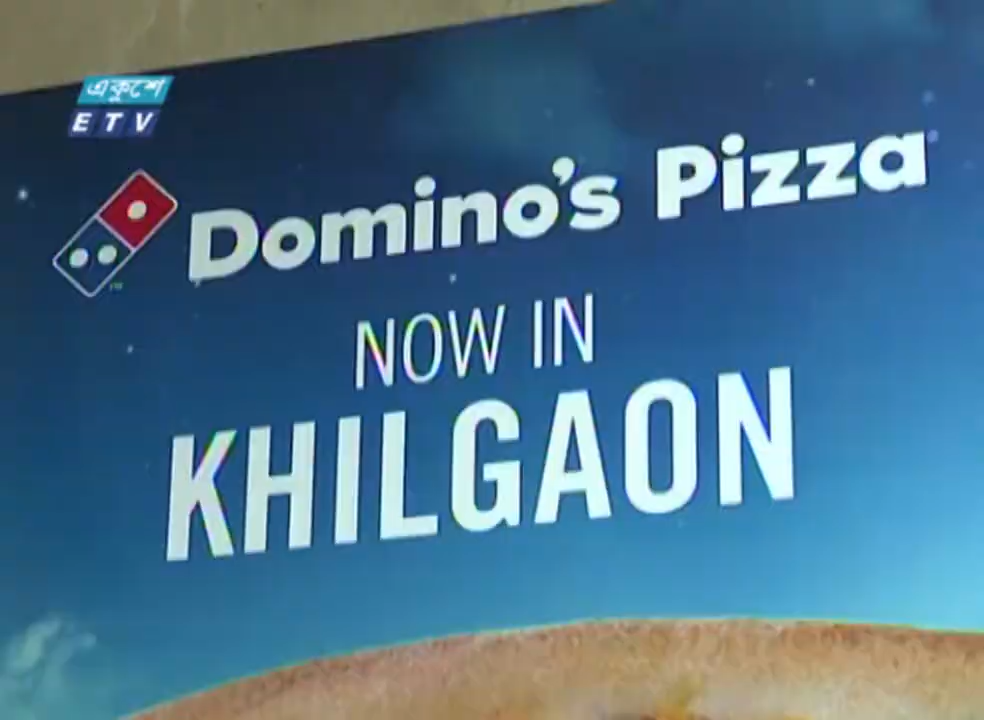 একুশে
ETV
Domino's Pizza
NOW IN
KHILGAON